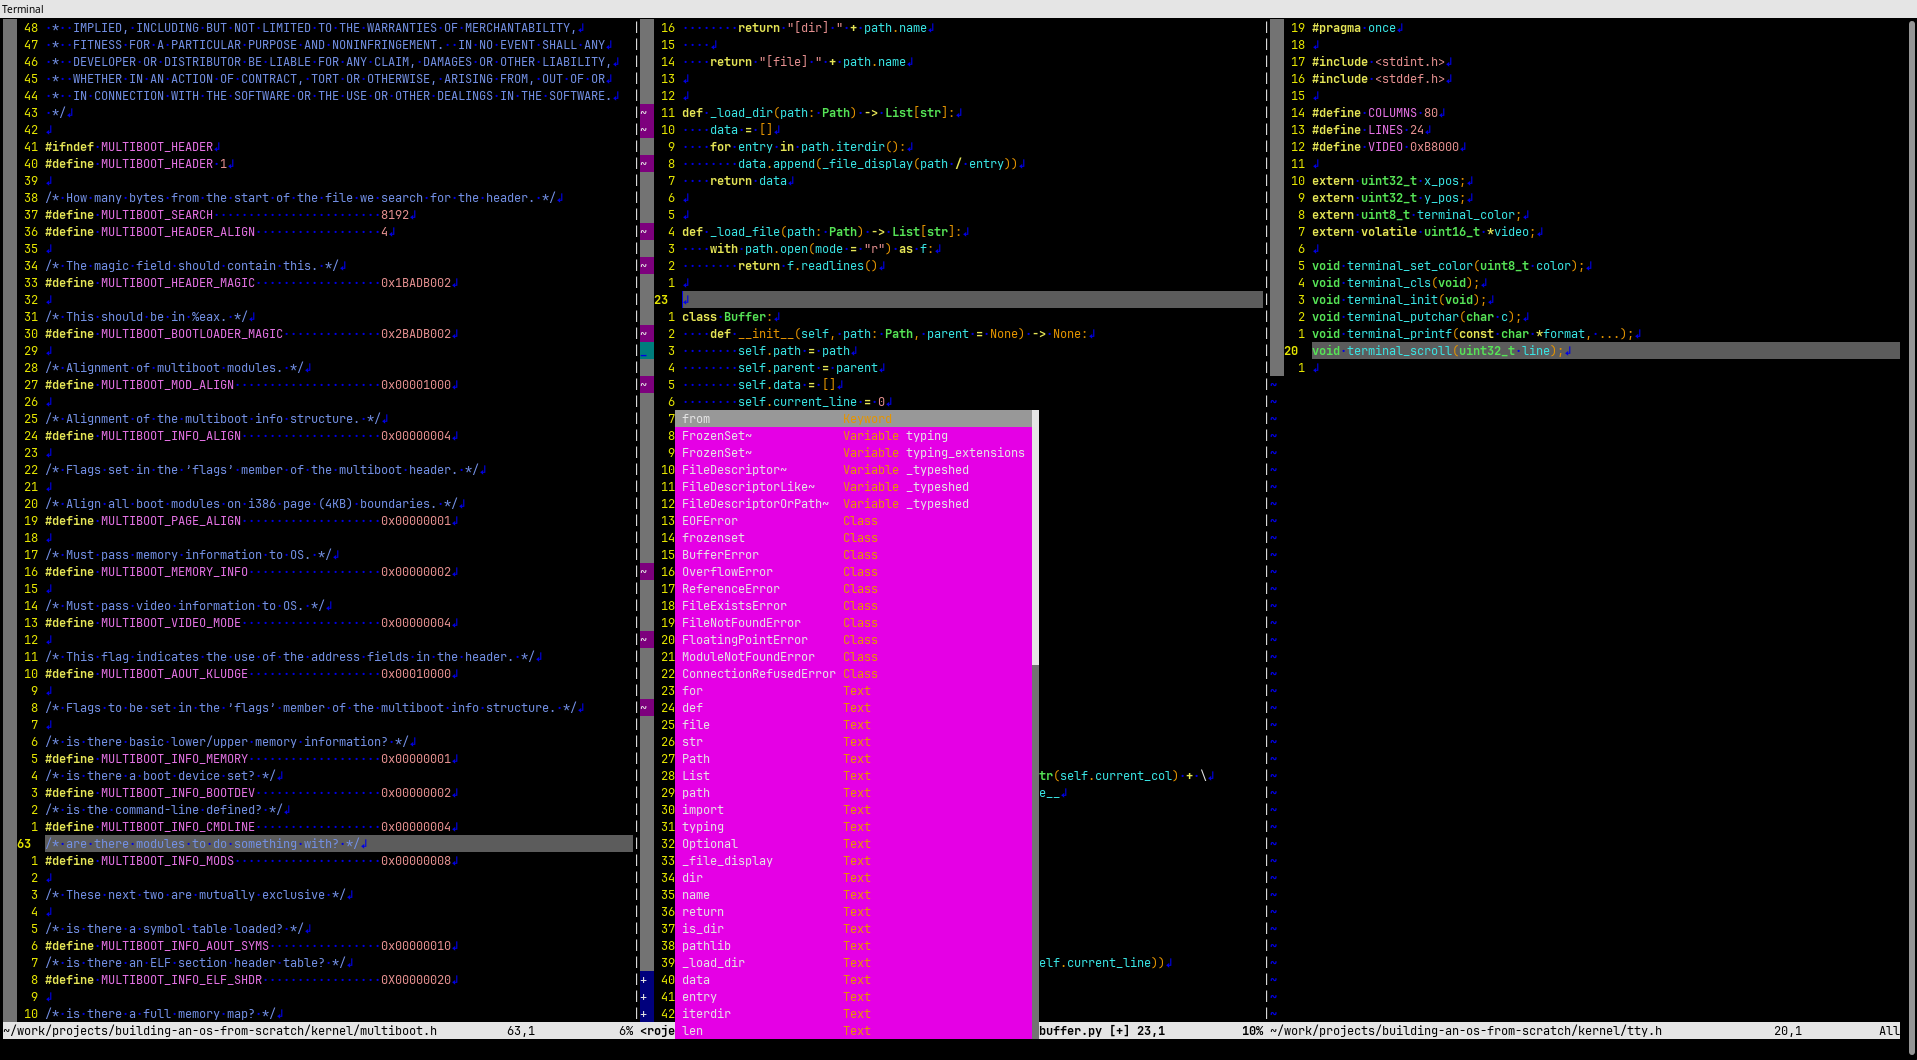 Terminal
48  *  IMPLIED, INCLUDING BUT NOT LIMITED TO THE WARRANTIES OF MERCHANTABILITY,
47  *  FITNESS FOR A PARTICULAR PURPOSE AND NONINFRINGEMENT.  IN NO EVENT SHALL ANY
46  *  DEVELOPER OR DISTRIBUTOR BE LIABLE FOR ANY CLAIM, DAMAGES OR OTHER LIABILITY,
45  *  WHETHER IN AN ACTION OF CONTRACT, TORT OR OTHERWISE, ARISING FROM, OUT OF OR
44  *  IN CONNECTION WITH THE SOFTWARE OR THE USE OR OTHER DEALINGS IN THE SOFTWARE.
43  */
42
41 #ifndef MULTIBOOT_HEADER
40 #define MULTIBOOT_HEADER 1
39
38 /* How many bytes from the start of the file we search for the header. */
37 #define MULTIBOOT_SEARCH                        8192
36 #define MULTIBOOT_HEADER_ALIGN                  4
35
34 /* The magic field should contain this. */
33 #define MULTIBOOT_HEADER_MAGIC                  0x1BADB002
32
31 /* This should be in %eax. */
30 #define MULTIBOOT_BOOTLOADER_MAGIC              0x2BADB002
29
28 /* Alignment of multiboot modules. */
27 #define MULTIBOOT_MOD_ALIGN                     0x00001000
26
25 /* Alignment of the multiboot info structure. */
24 #define MULTIBOOT_INFO_ALIGN                    0x00000004
23
22 /* Flags set in the 'flags' member of the multiboot header. */
21
20 /* Align all boot modules on i386 page (4KB) boundaries. */
19 #define MULTIBOOT_PAGE_ALIGN                    0x00000001
18
17 /* Must pass memory information to OS. */
16 #define MULTIBOOT_MEMORY_INFO                   0x00000002
15
14 /* Must pass video information to OS. */
13 #define MULTIBOOT_VIDEO_MODE                    0x00000004
12
11 /* This flag indicates the use of the address fields in the header. */
10 #define MULTIBOOT_AOUT_KLUDGE                   0x00010000
9
8 /* Flags to be set in the 'flags' member of the multiboot info structure. */
7
6 /* is there basic lower/upper memory information? */
5 #define MULTIBOOT_INFO_MEMORY                   0x00000001
4 /* is there a boot device set? */
3 #define MULTIBOOT_INFO_BOOTDEV                  0x00000002
2 /* is the command-line defined? */
1 #define MULTIBOOT_INFO_CMDLINE                  0x00000004
63 /* are there modules to do something with? */
1 #define MULTIBOOT_INFO_MODS                     0x00000008
2
3 /* These next two are mutually exclusive */
4
5 /* is there a symbol table loaded? */
6 #define MULTIBOOT_INFO_AOUT_SYMS                0x00000010
7 /* is there an ELF section header table? */
8 #define MULTIBOOT_INFO_ELF_SHDR                 0X00000020
9
10 /* is there a full memory map? */
~/work/projects/building-an-os-from-scratch/kernel/multiboot.h          63,1            6%
16         return "[dir] " + path.name
15
14     return "[file] " + path.name
13
12
~ 11 def _load_dir(path: Path) -> List[str]:
~ 10     data = []
9     for entry in path.iterdir():
~ 8         data.append(_file_display(path / entry))
7     return data
6
5
~ 4 def _load_file(path: Path) -> List[str]:
3     with path.open(mode = "r") as f:
~ 2         return f.readlines()
1
23
1 class Buffer:
~ 2     def __init__(self, path: Path, parent = None) -> None:
_ 3         self.path = path
4         self.parent = parent
~ 5         self.data = []
6         self.current_line = 0
7 from                   Keyword
8 FrozenSet~             Variable typing
9 FrozenSet~             Variable typing_extensions
10 FileDescriptor~        Variable _typeshed
11 FileDescriptorLike~    Variable _typeshed
12 FileDescriptorOrPath~  Variable _typeshed
13 EOFError               Class
14 frozenset              Class
15 BufferError            Class
~ 16 OverflowError          Class
17 ReferenceError         Class
18 FileExistsError        Class
19 FileNotFoundError      Class
~ 20 FloatingPointError     Class
21 ModuleNotFoundError    Class
22 ConnectionRefusedError Class
23 for                    Text
~ 24 def                    Text
25 file                   Text
26 str                    Text
27 Path                   Text
28 List                   Text tr(self.current_col) + \
29 path                   Text e__
30 import                 Text
31 typing                 Text
32 Optional               Text
33 _file_display          Text
34 dir                    Text
35 name                   Text
36 return                 Text
37 is_dir                 Text
38 pathlib                Text
39 _load_dir              Text elf.current_line))
+ 40 data                   Text
+ 41 entry                  Text
+ 42 iterdir                Text
<roje len                    Text buffer.py [+] 23,1           10%
19 #pragma once
18
17 #include <stdint.h>
16 #include <stddef.h>
15
14 #define COLUMNS 80
13 #define LINES 24
12 #define VIDEO 0xB8000
11
10 extern uint32_t x_pos;
9 extern uint32_t y_pos;
8 extern uint8_t terminal_color;
7 extern volatile uint16_t *video;
6
5 void terminal_set_color(uint8_t color);
4 void terminal_cls(void);
3 void terminal_init(void);
2 void terminal_putchar(char c);
1 void terminal_printf(const char *format, ...);
20 void terminal_scroll(uint32_t line);
1
~/work/projects/building-an-os-from-scratch/kernel/tty.h                20,1           All